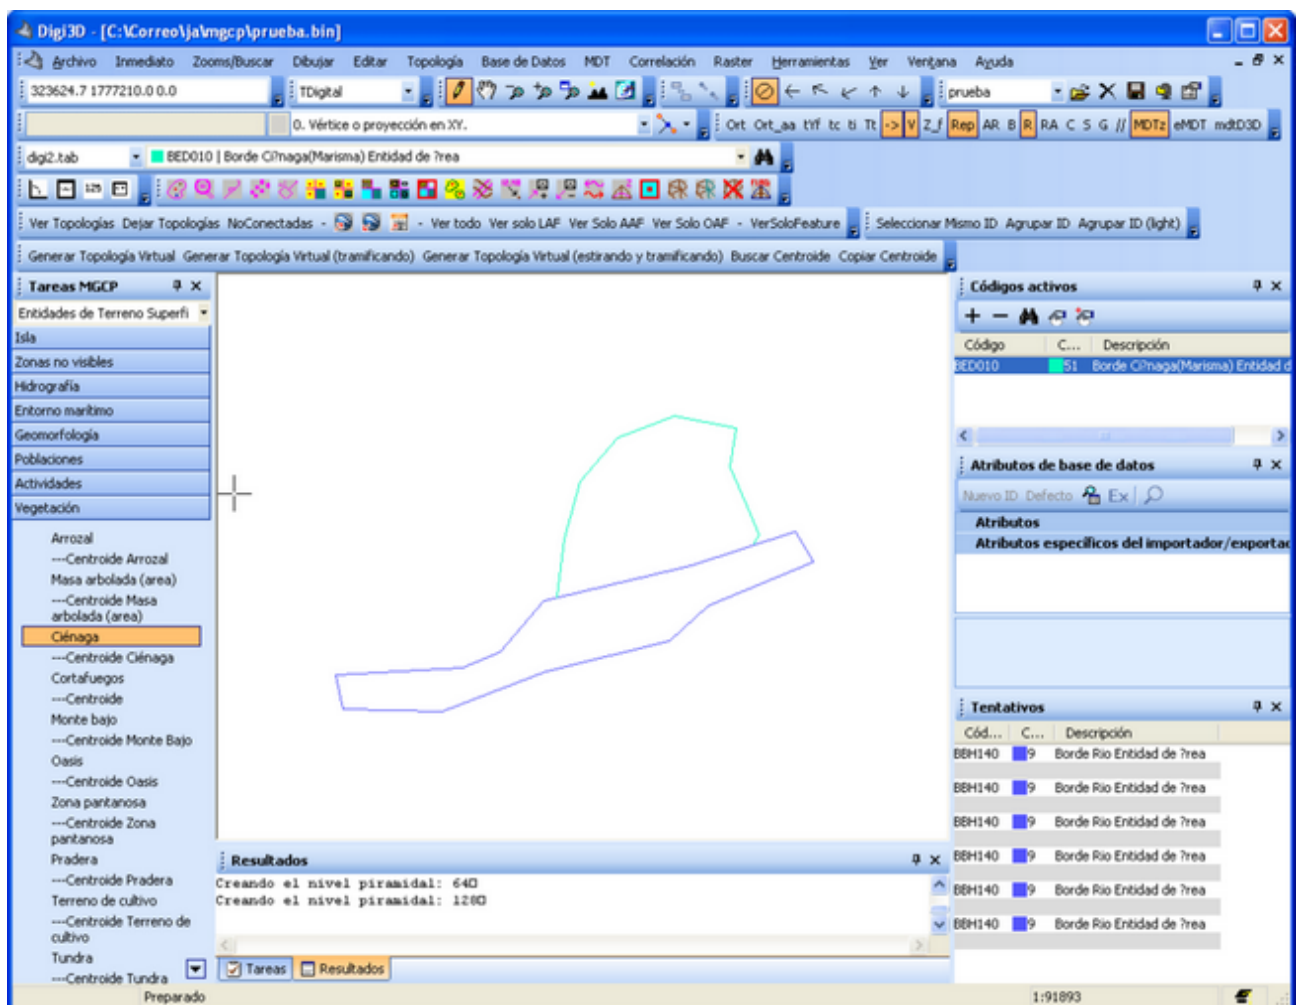 Digi3D - [C:\Correo\ja\mgcp\prueba.bin]
Archivo Inmediato Zooms/Buscar Dibujar Editar Topología Base de Datos MDT Correlación Raster Herramientas Ver Ventana Ayuda
323624.7 1777210.0 0.0 TDigital prueba
0. Vértice o proyección en XY. Ort Ort_aa tYf tc ti Tt -> V Z_f Rep AR B R RA C S G // MDTz eMDT mdtD3D
digi2.tab BED010 | Borde Ci?naga(Marisma) Entidad de ?rea
Ver Topologías Dejar Topologías NoConectadas - - Ver todo Ver solo LAF Ver Solo AAF Ver Solo OAF - VerSoloFeature Seleccionar Mismo ID Agrupar ID Agrupar ID (light)
Generar Topología Virtual Generar Topología Virtual (tramificando) Generar Topología Virtual (estirando y tramificando) Buscar Centroide Copiar Centroide
Tareas MGCP
Entidades de Terreno Superfi
Isla
Zonas no visibles
Hidrografía
Entorno marítimo
Geomorfología
Poblaciones
Actividades
Vegetación
Arrozal
---Centroide Arrozal
Masa arbolada (area)
---Centroide Masa
arbolada (area)
Ciénaga
---Centroide Ciénaga
Cortafuegos
---Centroide
Monte bajo
---Centroide Monte Bajo
Oasis
---Centroide Oasis
Zona pantanosa
---Centroide Zona
pantanosa
Pradera
---Centroide Pradera
Terreno de cultivo
---Centroide Terreno de
cultivo
Tundra
---Centroide Tundra
Resultados
Creando el nivel piramidal: 64
Creando el nivel piramidal: 128
Tareas Resultados
Códigos activos
Código C... Descripción
BED010 51 Borde Ci?naga(Marisma) Entidad d
Atributos de base de datos
Nuevo ID Defecto Ex
Atributos
Atributos específicos del importador/exportac
Tentativos
Cód... C... Descripción
BBH140 9 Borde Rio Entidad de ?rea
BBH140 9 Borde Rio Entidad de ?rea
BBH140 9 Borde Rio Entidad de ?rea
BBH140 9 Borde Rio Entidad de ?rea
BBH140 9 Borde Rio Entidad de ?rea
BBH140 9 Borde Rio Entidad de ?rea
Preparado 1:91893